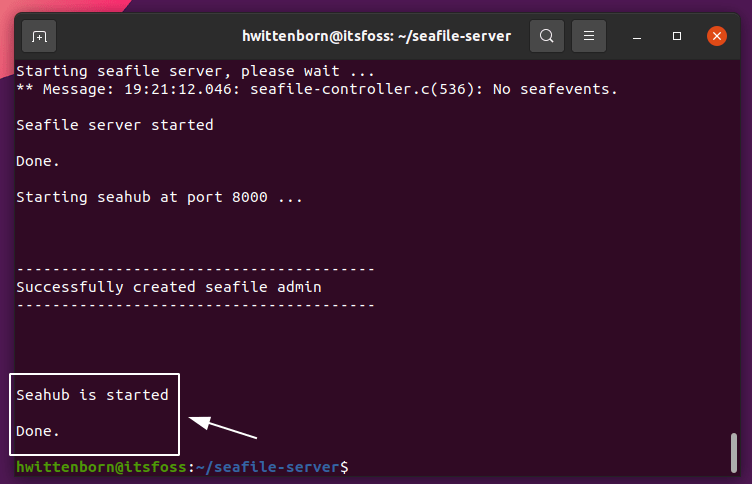 hwittenborn@itsfoss: ~/seafile-server
Starting seafile server, please wait ...
** Message: 19:21:12.046: seafile-controller.c(536): No seafevents.
Seafile server started
Done.
Starting seahub at port 8000 ...
----------------------------------------
Successfully created seafile admin
----------------------------------------
Seahub is started
Done.
hwittenborn@itsfoss:~/seafile-server$